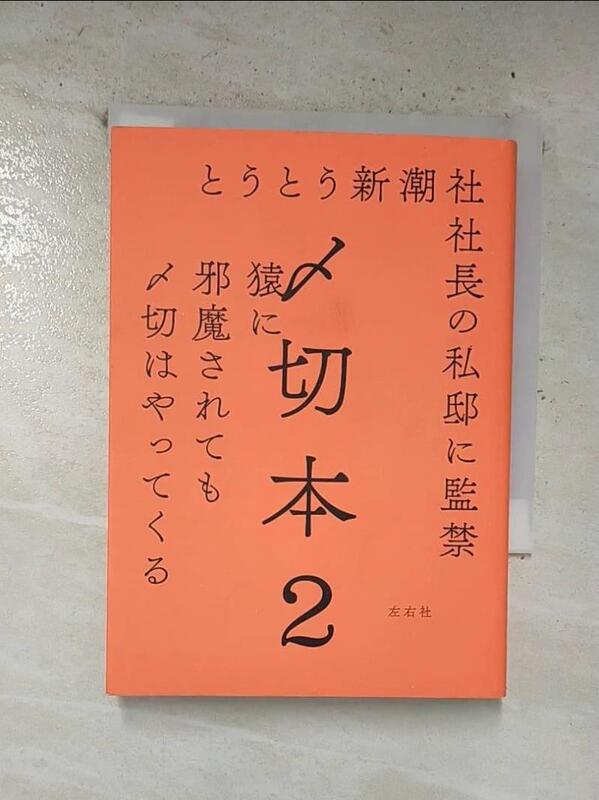 とうとう新潮社社長の私邸に監禁
〆切本2
猿に
邪魔されても
〆切はやってくる
左右社